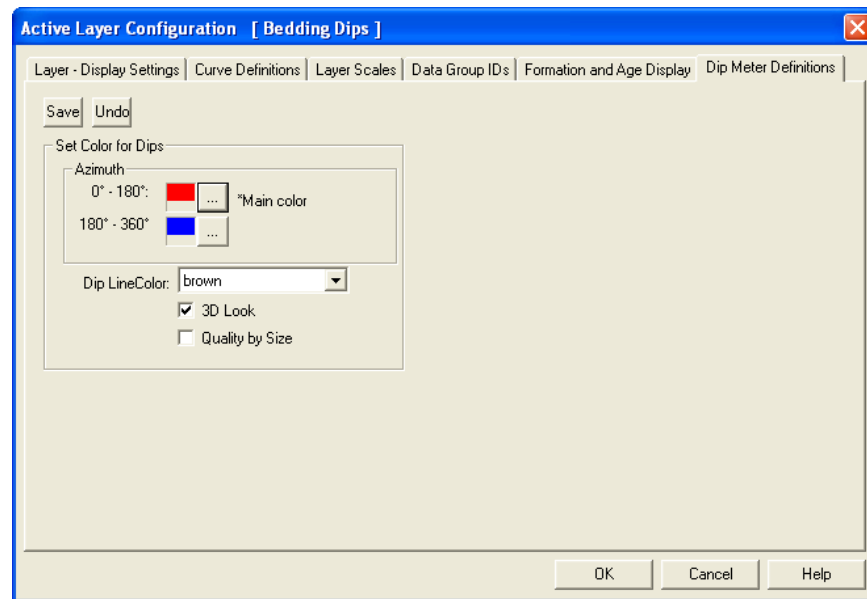 Active Layer Configuration [ Bedding Dips ]
Layer - Display Settings Curve Definitions Layer Scales Data Group IDs Formation and Age Display Dip Meter Definitions
Save Undo
Set Color for Dips
Azimuth
0° - 180°: ... *Main color
180° - 360° ...
Dip LineColor: brown
3D Look
Quality by Size
OK Cancel Help